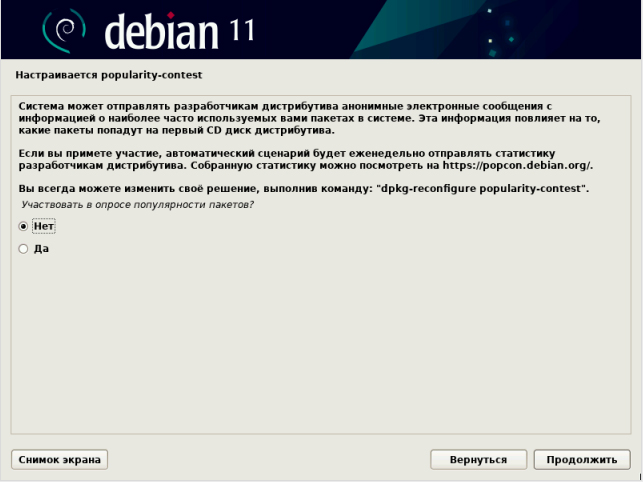 debian 11
Настраивается popularity-contest
Система может отправлять разработчикам дистрибутива анонимные электронные сообщения с
информацией о наиболее часто используемых вами пакетах в системе. Эта информация повлияет на то,
какие пакеты попадут на первый CD диск дистрибутива.
Если вы примете участие, автоматический сценарий будет еженедельно отправлять статистику
разработчикам дистрибутива. Собранную статистику можно посмотреть на https://popcon.debian.org/.
Вы всегда можете изменить своё решение, выполнив команду: "dpkg-reconfigure popularity-contest".
Участвовать в опросе популярности пакетов?
Нет
Да
Снимок экрана
Вернуться
Продолжить